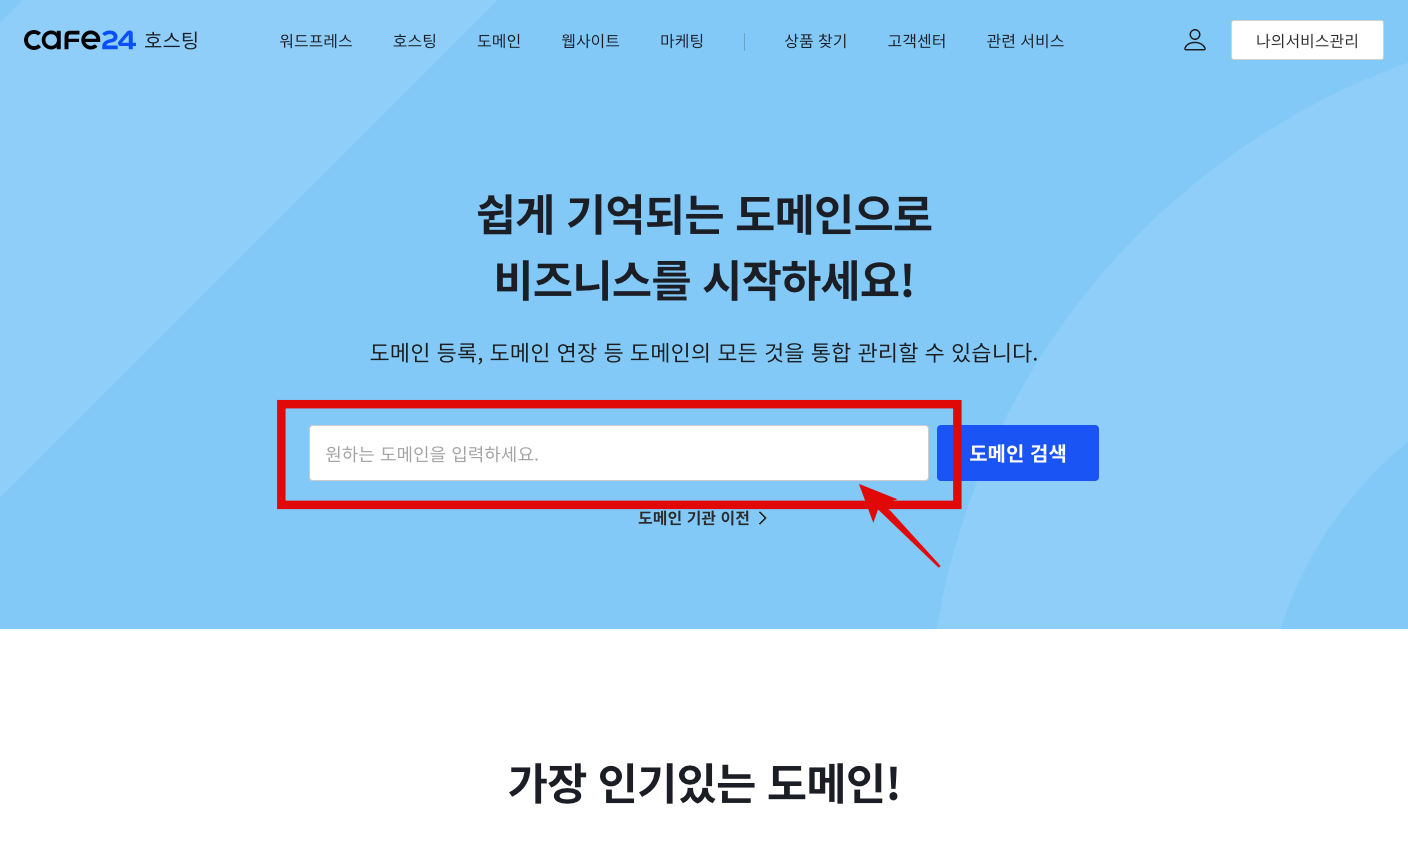 cafe24 호스팅 워드프레스 호스팅 도메인 웹사이트 마케팅 상품 찾기 고객센터 관련 서비스 나의서비스관리
쉽게 기억되는 도메인으로
비즈니스를 시작하세요!
도메인 등록, 도메인 연장 등 도메인의 모든 것을 통합 관리할 수 있습니다.
원하는 도메인을 입력하세요. 도메인 검색
도메인 기관 이전
가장 인기있는 도메인!